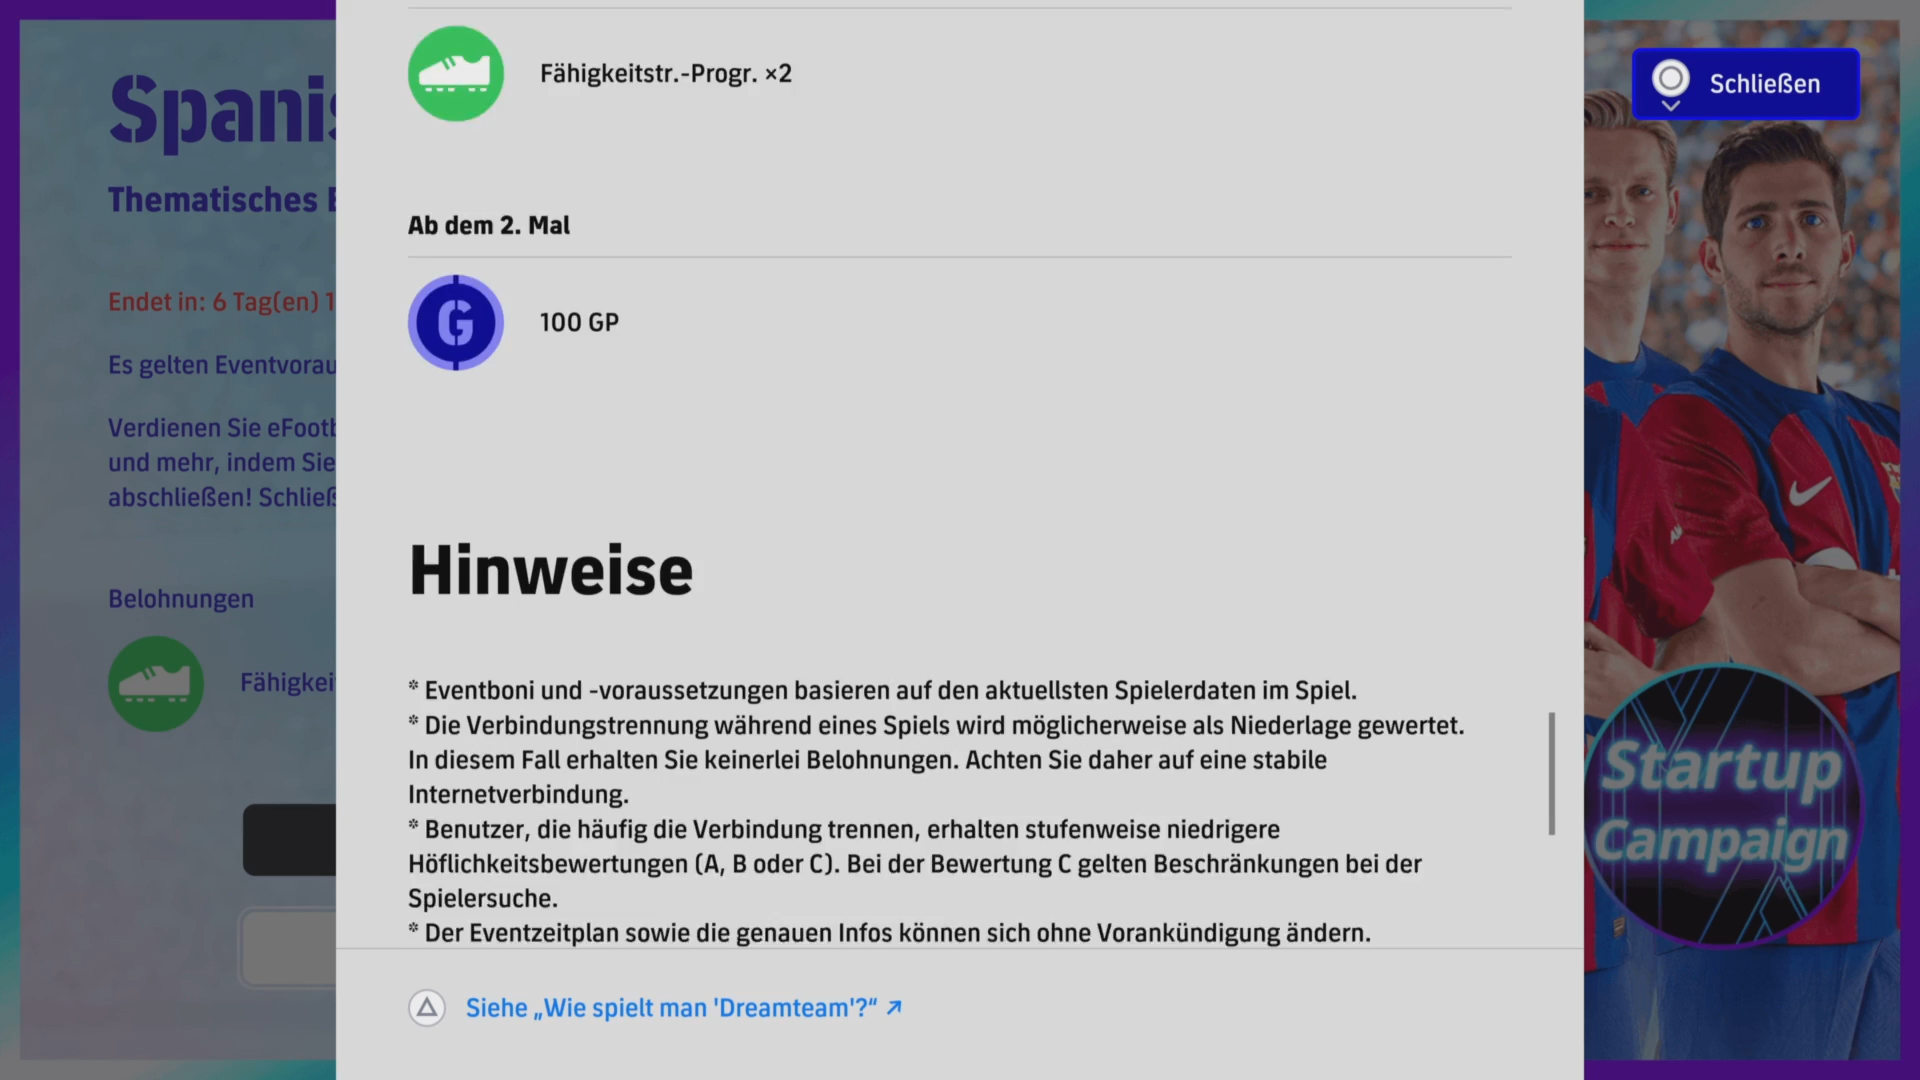 Fähigkeitstr.-Progr. ×2
Schließen
Spanis
Thematisches
Ab dem 2. Mal
Endet in: 6 Tag(en) 1
100 GP
Es gelten Eventvorau
Verdienen Sie eFootb
und mehr, indem Sie
abschließen! Schließ
Hinweise
Belohnungen
Fähigkei
* Eventboni und -voraussetzungen basieren auf den aktuellsten Spielerdaten im Spiel.
* Die Verbindungstrennung während eines Spiels wird möglicherweise als Niederlage gewertet.
In diesem Fall erhalten Sie keinerlei Belohnungen. Achten Sie daher auf eine stabile
Internetverbindung.
* Benutzer, die häufig die Verbindung trennen, erhalten stufenweise niedrigere
Höflichkeitsbewertungen (A, B oder C). Bei der Bewertung C gelten Beschränkungen bei der
Spielersuche.
* Der Eventzeitplan sowie die genauen Infos können sich ohne Vorankündigung ändern.
Startup
Campaign
Siehe „Wie spielt man 'Dreamteam'?“ ↗